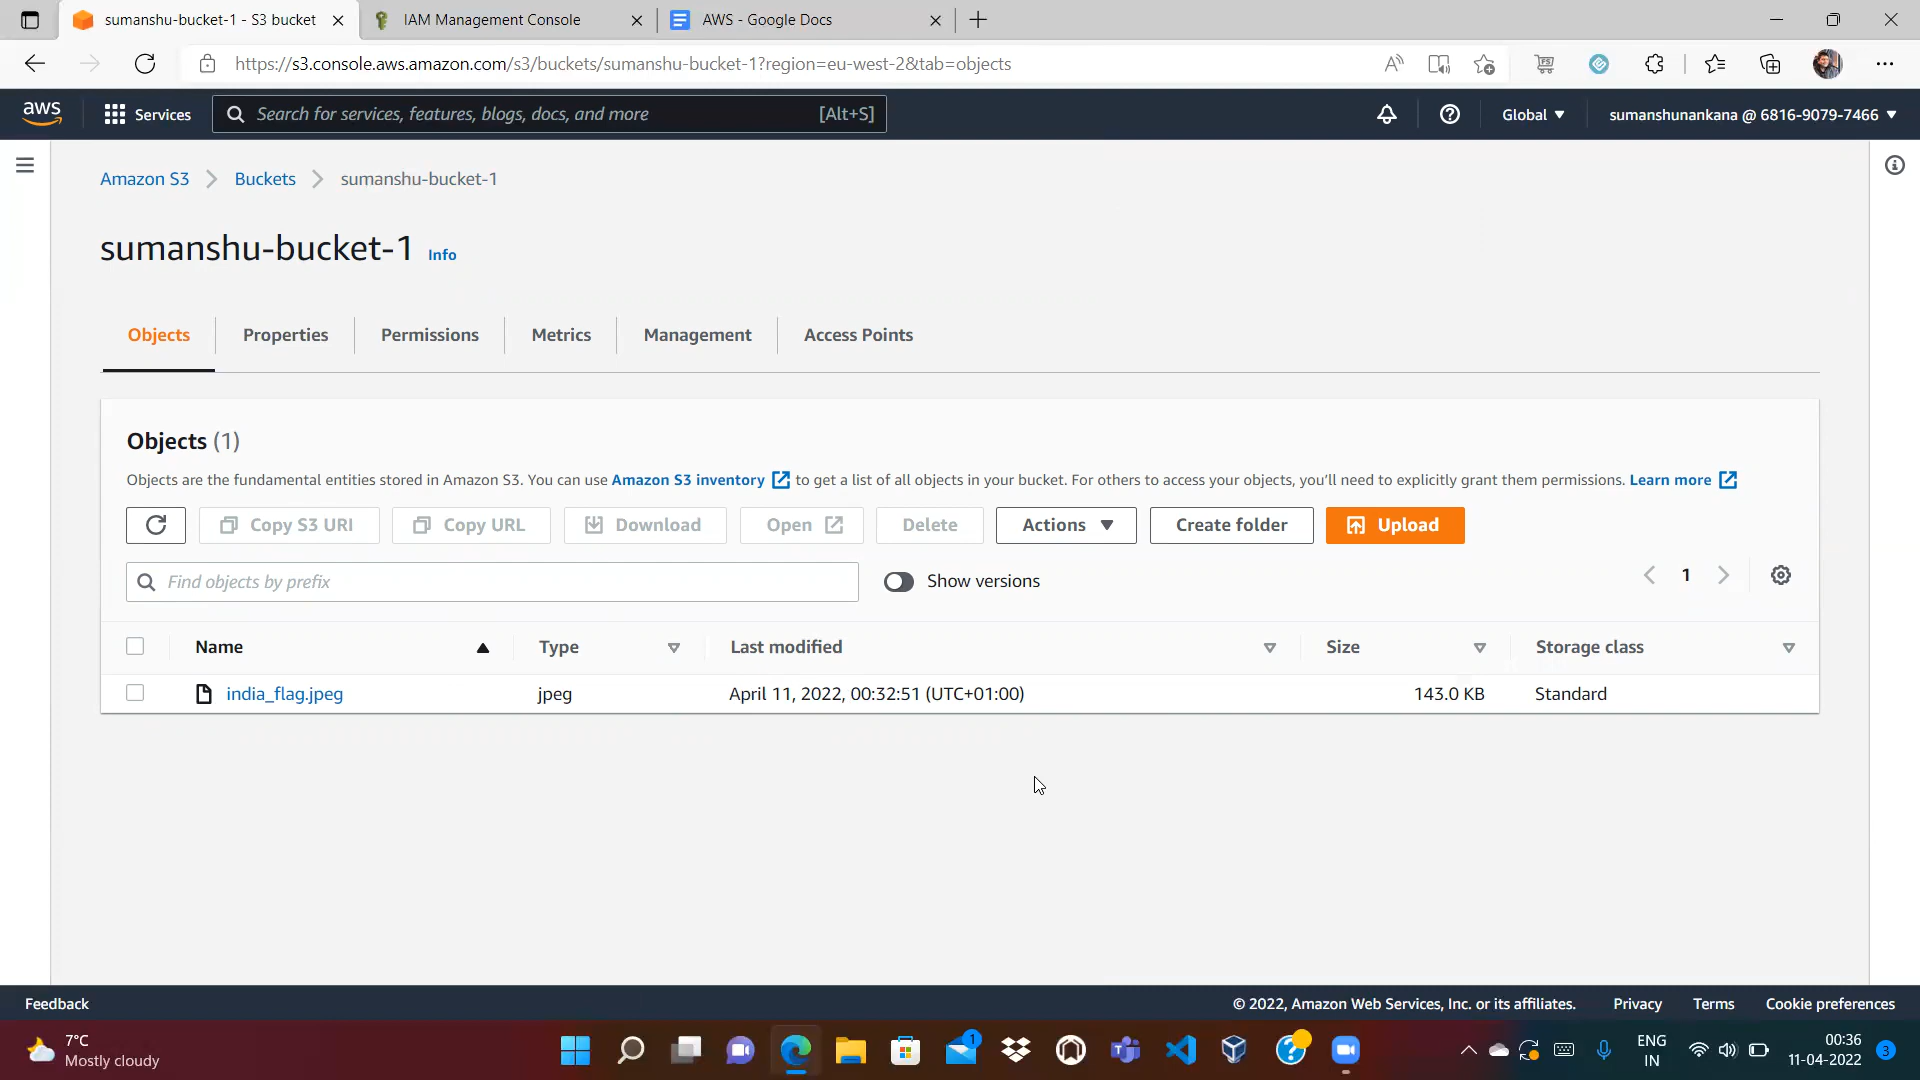 sumanshu-bucket-1 - S3 bucket
IAM Management Console
AWS - Google Docs
https://s3.console.aws.amazon.com/s3/buckets/sumanshu-bucket-1?region=eu-west-2&tab=objects
aws
Services
Search for services, features, blogs, docs, and more
[Alt+S]
Global
sumanshunankana @ 6816-9079-7466
Amazon S3
Buckets
sumanshu-bucket-1
sumanshu-bucket-1 Info
Objects
Properties
Permissions
Metrics
Management
Access Points
Objects (1)
Objects are the fundamental entities stored in Amazon S3. You can use Amazon S3 inventory to get a list of all objects in your bucket. For others to access your objects, you'll need to explicitly grant them permissions. Learn more
Copy S3 URI
Copy URL
Download
Open
Delete
Actions
Create folder
Upload
Find objects by prefix
Show versions
1
Name
Type
Last modified
Size
Storage class
india_flag.jpeg
jpeg
April 11, 2022, 00:32:51 (UTC+01:00)
143.0 KB
Standard
Feedback
© 2022, Amazon Web Services, Inc. or its affiliates.
Privacy
Terms
Cookie preferences
7°C
Mostly cloudy
1
ENG
IN
00:36
11-04-2022
3